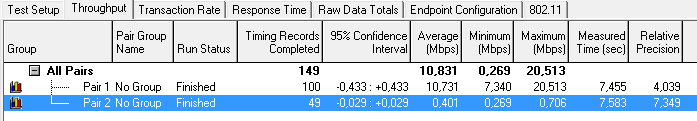 Test Setup Throughput Transaction Rate Response Time Raw Data Totals Endpoint Configuration 802.11
Group Pair Group Name Run Status Timing Records Completed 95% Confidence Interval Average (Mbps) Minimum (Mbps) Maximum (Mbps) Measured Time (sec) Relative Precision
All Pairs 149 10,831 0,269 20,513
Pair 1 No Group Finished 100 -0,433 : +0,433 10,731 7,340 20,513 7,455 4,039
Pair 2 No Group Finished 49 -0,029 : +0,029 0,401 0,269 0,706 7,583 7,349